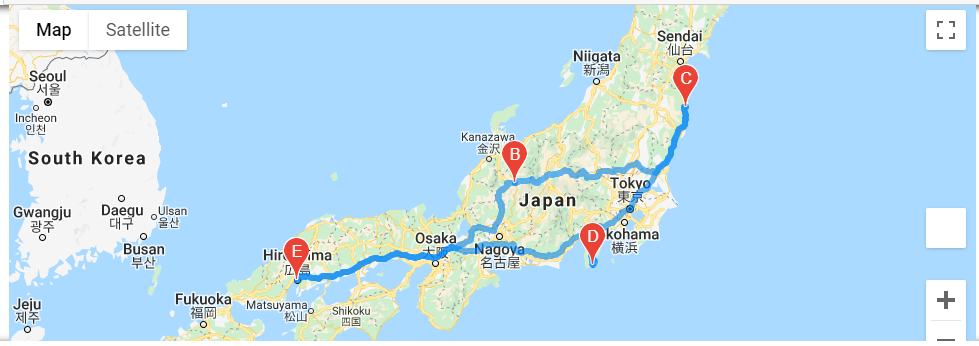 Map
Satellite
Sendai
仙台
Niigata
新潟
C
Seoul
서울
Incheon
인천
Kanazawa
金沢
B
South Korea
Tokyo
東京
Japan
Gwangju
광주
Daegu
대구
Ulsan
울산
Busan
부산
Osaka
大阪
Nagoya
名古屋
D
kohama
横浜
E
Hir
ma
広島
Fukuoka
福岡
Matsuyama
松山
Shikoku
四国
Jeju
제주